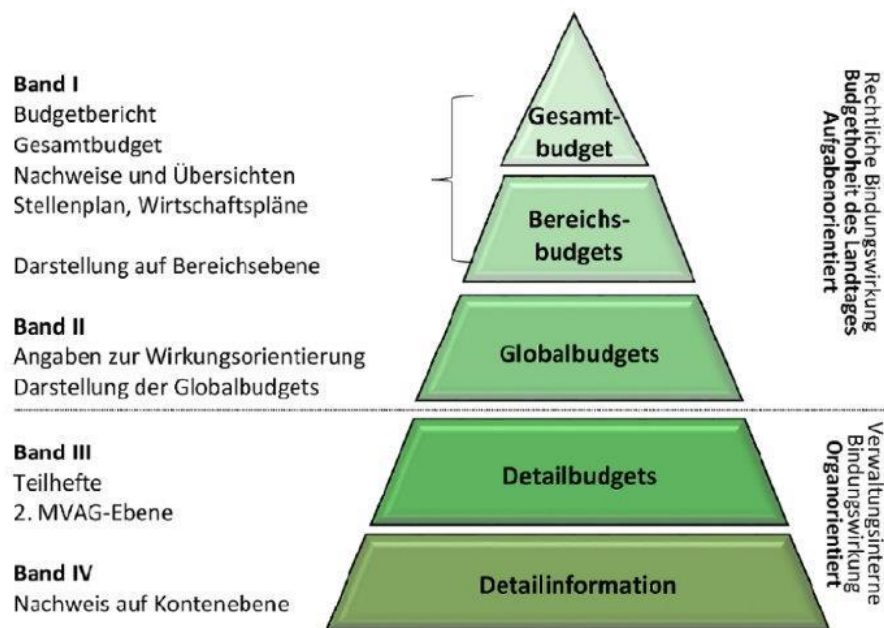 Band I
Budgetbericht
Gesamtbudget
Nachweise und Übersichten
Stellenplan, Wirtschaftspläne
Darstellung auf Bereichsebene
Band II
Angaben zur Wirkungsorientierung
Darstellung der Globalbudgets
Band III
Teilhefte
2. MVAG-Ebene
Band IV
Nachweis auf Kontenebene
Gesamt-
budget
Bereichs-
budgets
Globalbudgets
Detailbudgets
Detailinformation
Rechtliche Bindungswirkung
Budgethoheit des Landtages
Aufgabenorientiert
Verwaltungsinterne
Bindungswirkung
Organorientiert